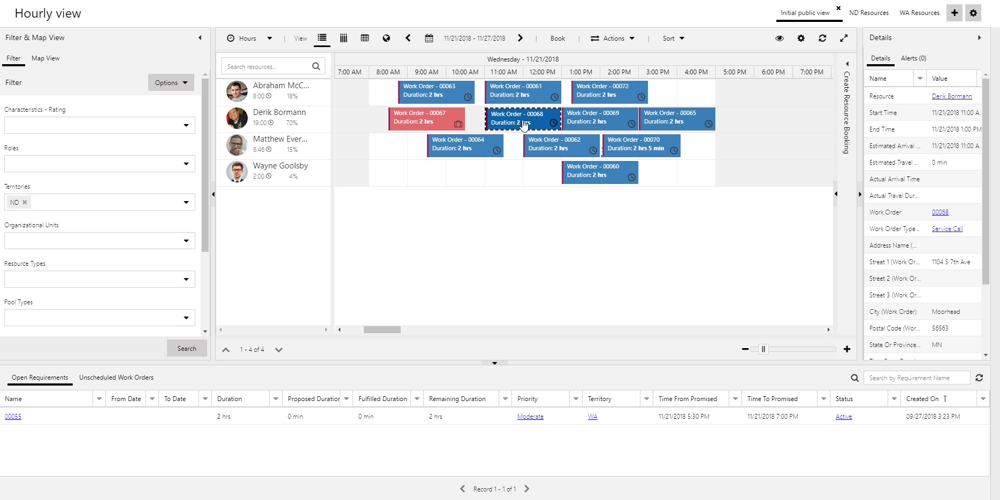 Hourly view
Initial public view
ND Resources
WA Resources
Filter & Map View
Filter
Map View
Filter
Options
Characteristics - Rating
Roles
Territories
ND
Organizational Units
Resource Types
Pool Types
Search
Hours
View
11/21/2018 - 11/27/2018
Book
Actions
Sort
Search resources...
Wednesday - 11/21/2018
7:00 AM 8:00 AM 9:00 AM 10:00 AM 11:00 AM 12:00 PM 1:00 PM 2:00 PM 3:00 PM 4:00 PM 5:00 PM 6:00 PM 7:00 PM
Abraham McC...
8:00 18%
Work Order - 00063
Duration: 2 hrs
Work Order - 00061
Duration: 2 hrs
Work Order - 00072
Duration: 2 hrs
Derik Bormann
19:00 70%
Work Order - 00067
Duration: 2 hrs
Work Order - 00068
Duration: 2 hrs
Work Order - 00069
Duration: 2 hrs
Work Order - 00065
Duration: 2 hrs
Matthew Ever...
6:46 15%
Work Order - 00064
Duration: 2 hrs
Work Order - 00062
Duration: 2 hrs
Work Order - 00070
Duration: 2 hrs 5 min
Wayne Goolsby
2:00 4%
Work Order - 00060
Duration: 2 hrs
1 - 4 of 4
Create Resource Booking
Details
Details
Alerts (0)
Name Value
Resource Derik Bormann
Start Time 11/21/2018 11:00 A...
End Time 11/21/2018 1:00 PM
Estimated Arrival ... 11/21/2018 11:00 A...
Estimated Travel ... 0 min
Actual Arrival Time
Actual Travel Dur...
Work Order 00068
Work Order Type... Service Call
Address Name (...
Street 1 (Work Or... 1104 S 7th Ave
Street 2 (Work Or...
Street 3 (Work Or...
City (Work Order) Moorhead
Postal Code (Wor... 56563
State Or Province... MN
Open Requirements
Unscheduled Work Orders
Search by Requirement Name
Name From Date To Date Duration Proposed Duration Fulfilled Duration Remaining Duration Priority Territory Time From Promised Time To Promised Status Created On
00055 2 hrs 0 min 0 min 2 hrs Moderate WA 11/21/2018 5:30 PM 11/21/2018 7:00 PM Active 09/27/2018 3:23 PM
Record 1 - 1 of 1